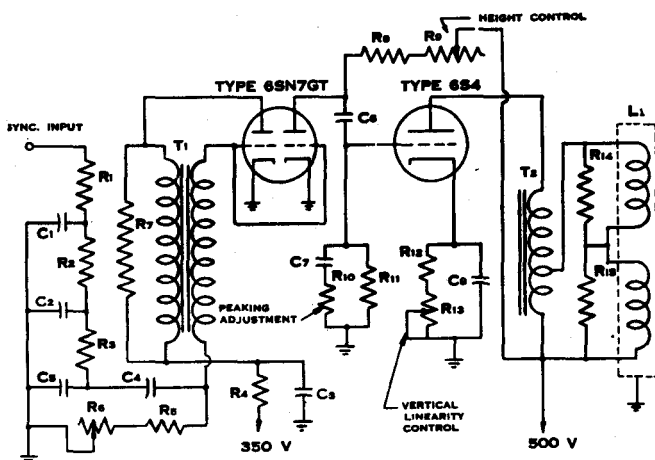 HEIGHT CONTROL
R8
R9
TYPE 6SN7GT
TYPE 6S4
SYNC. INPUT
T1
C6
L1
R1
R14
T2
C1
R7
R2
C7
R10
R11
R12
C8
R15
C2
PEAKING
ADJUSTMENT
R13
R3
C5
C4
R4
C3
VERTICAL
LINEARITY
CONTROL
R6
R5
350 V
500 V